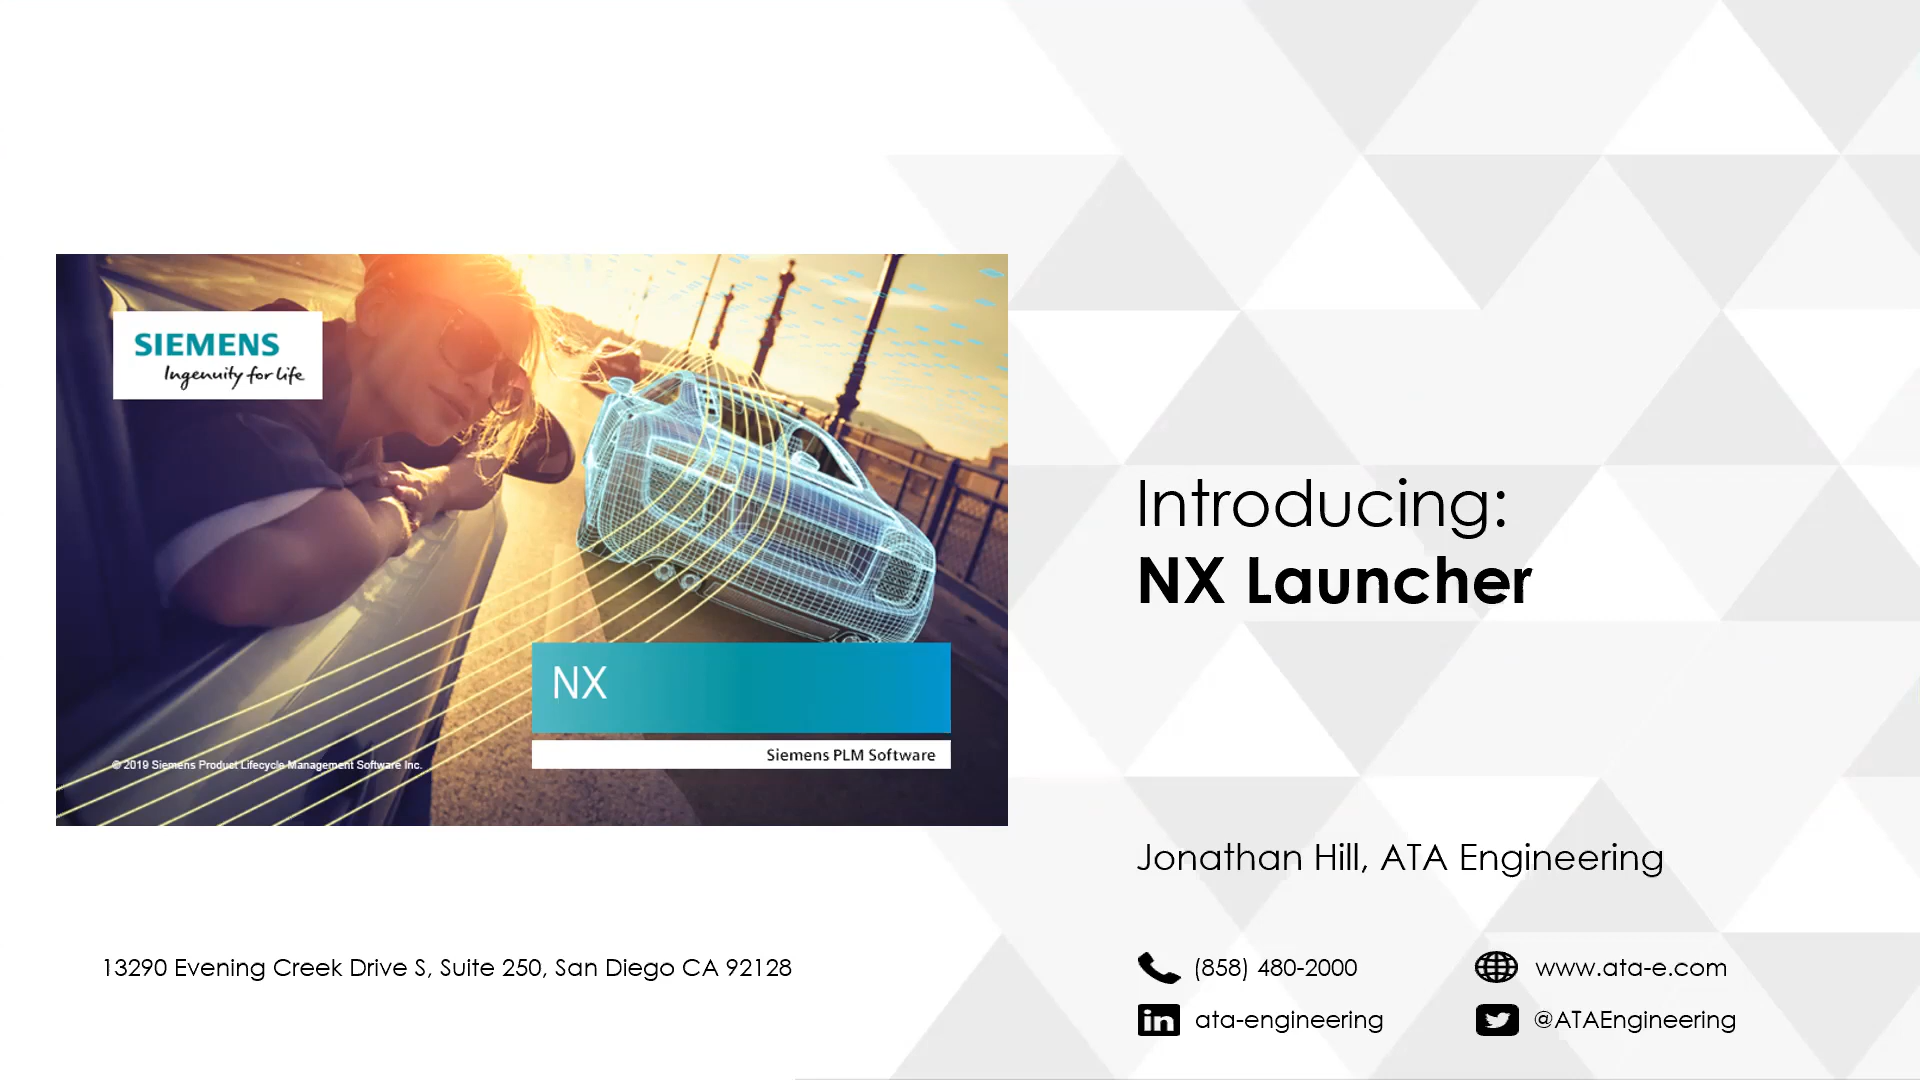 SIEMENS
Ingenuity for Life
NX
Siemens PLM Software
© 2019 Siemens Product Lifecycle Management Software Inc.
Introducing:
NX Launcher
Jonathan Hill, ATA Engineering
13290 Evening Creek Drive S, Suite 250, San Diego CA 92128
(858) 480-2000
www.ata-e.com
in ata-engineering
@ATAEngineering